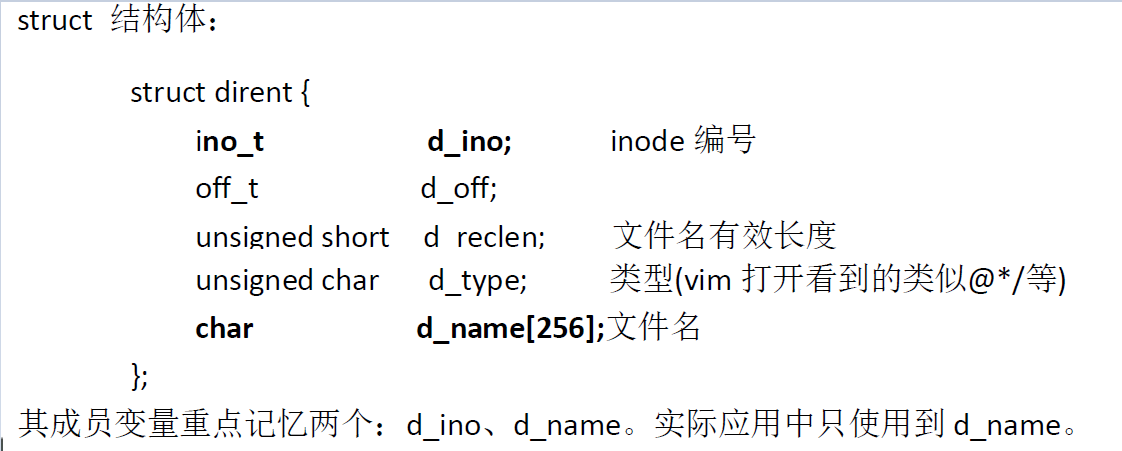 struct 结构体：
struct dirent {
ino_t d_ino; inode 编号
off_t d_off;
unsigned short d_reclen; 文件名有效长度
unsigned char d_type; 类型(vim 打开看到的类似@*/等)
char d_name[256];文件名
};
其成员变量重点记忆两个：d_ino、d_name。实际应用中只使用到 d_name。